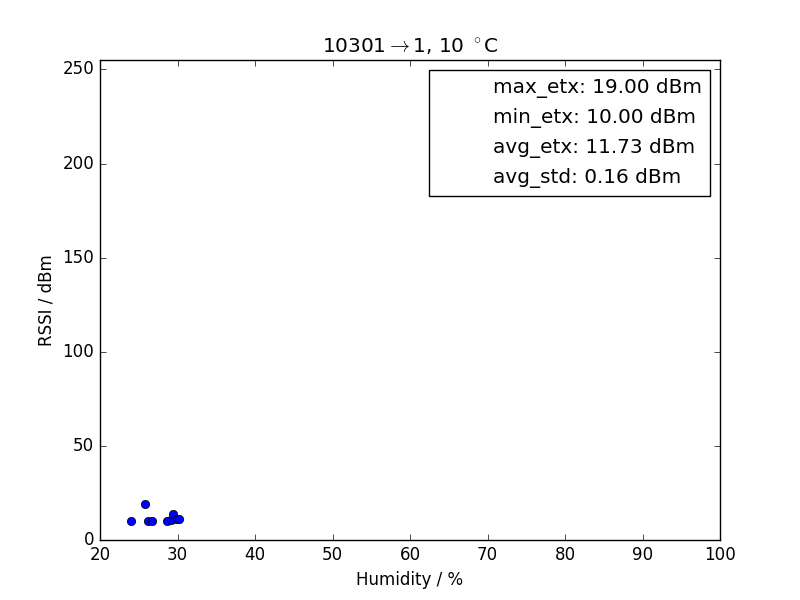 10301→1, 10 °C
max_etx: 19.00 dBm
min_etx: 10.00 dBm
avg_etx: 11.73 dBm
avg_std: 0.16 dBm
RSSI / dBm
250
200
150
100
50
0
20 30 40 50 60 70 80 90 100
Humidity / %